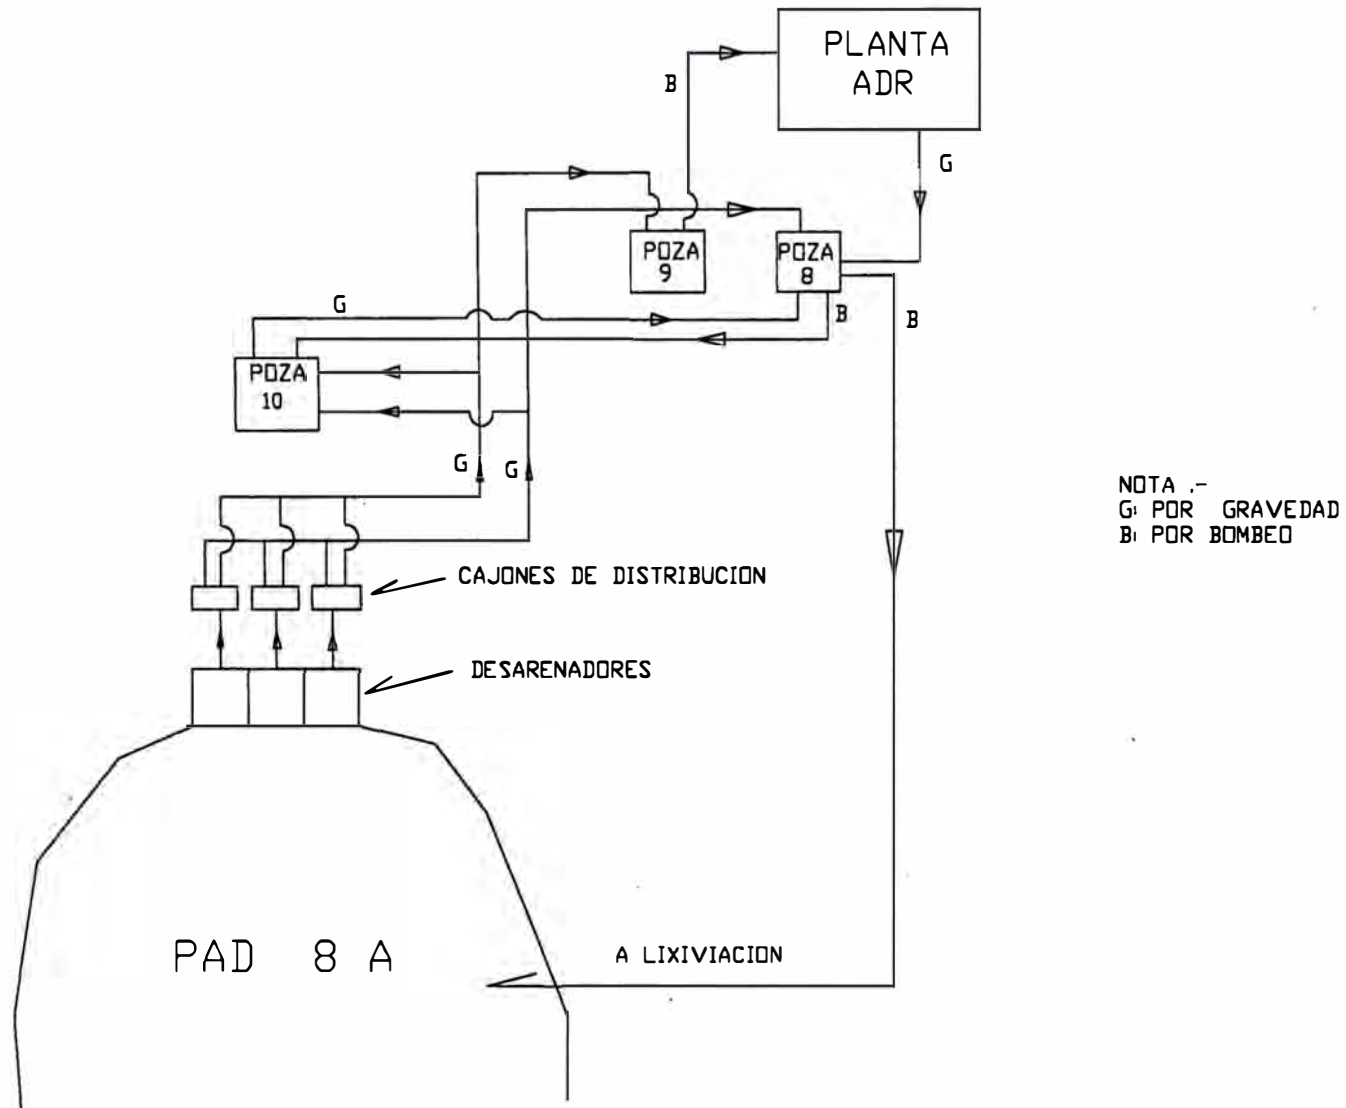 PLANTA
ADR
B
G
POZA
9
POZA
8
G
B
B
POZA
10
G
G
NOTA .-
G: POR GRAVEDAD
B: POR BOMBEO
CAJONES DE DISTRIBUCION
DESARENADORES
PAD 8 A
A LIXIVIACION